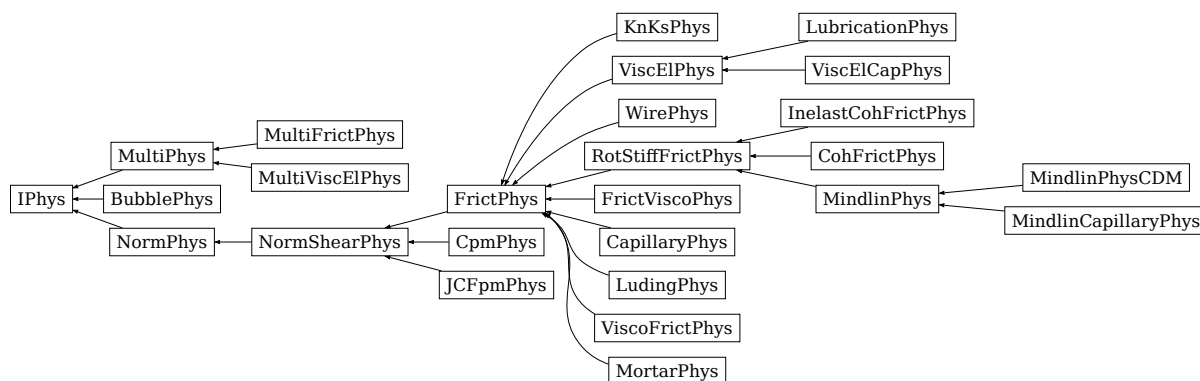 KnKsPhys
LubricationPhys
ViscElPhys
ViscElCapPhys
WirePhys
InelastCohFrictPhys
MultiFrictPhys
MultiPhys
RotStiffFrictPhys
CohFrictPhys
MultiViscElPhys
MindlinPhysCDM
IPhys
BubblePhys
FrictPhys
FrictViscoPhys
MindlinPhys
MindlinCapillaryPhys
NormPhys
NormShearPhys
CpmPhys
CapillaryPhys
JCFpmPhys
LudingPhys
ViscoFrictPhys
MortarPhys